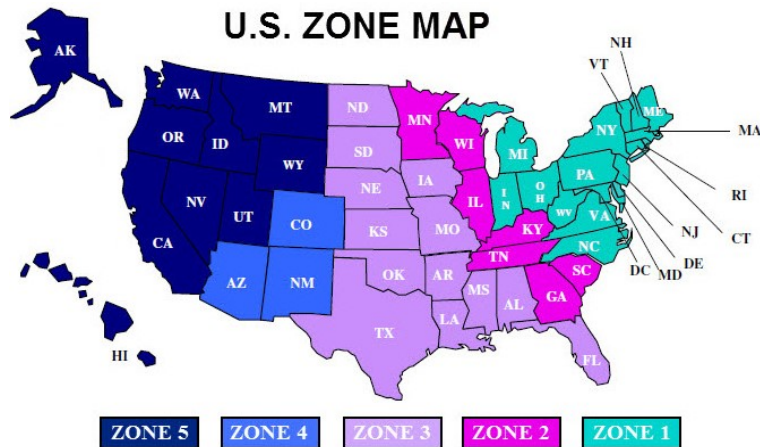 U.S. ZONE MAP
AK
NH
VT
WA
MT
ND
MN
ME
OR
ID
SD
WI
NY
MA
WY
MI
RI
NV
NE
IA
PA
UT
IL
IN
OH
NJ
CT
CO
WV
VA
CA
KS
MO
KY
DE
NC
DC
MD
TN
AZ
NM
OK
AR
SC
MS
AL
GA
TX
LA
HI
FL
ZONE 5
ZONE 4
ZONE 3
ZONE 2
ZONE 1